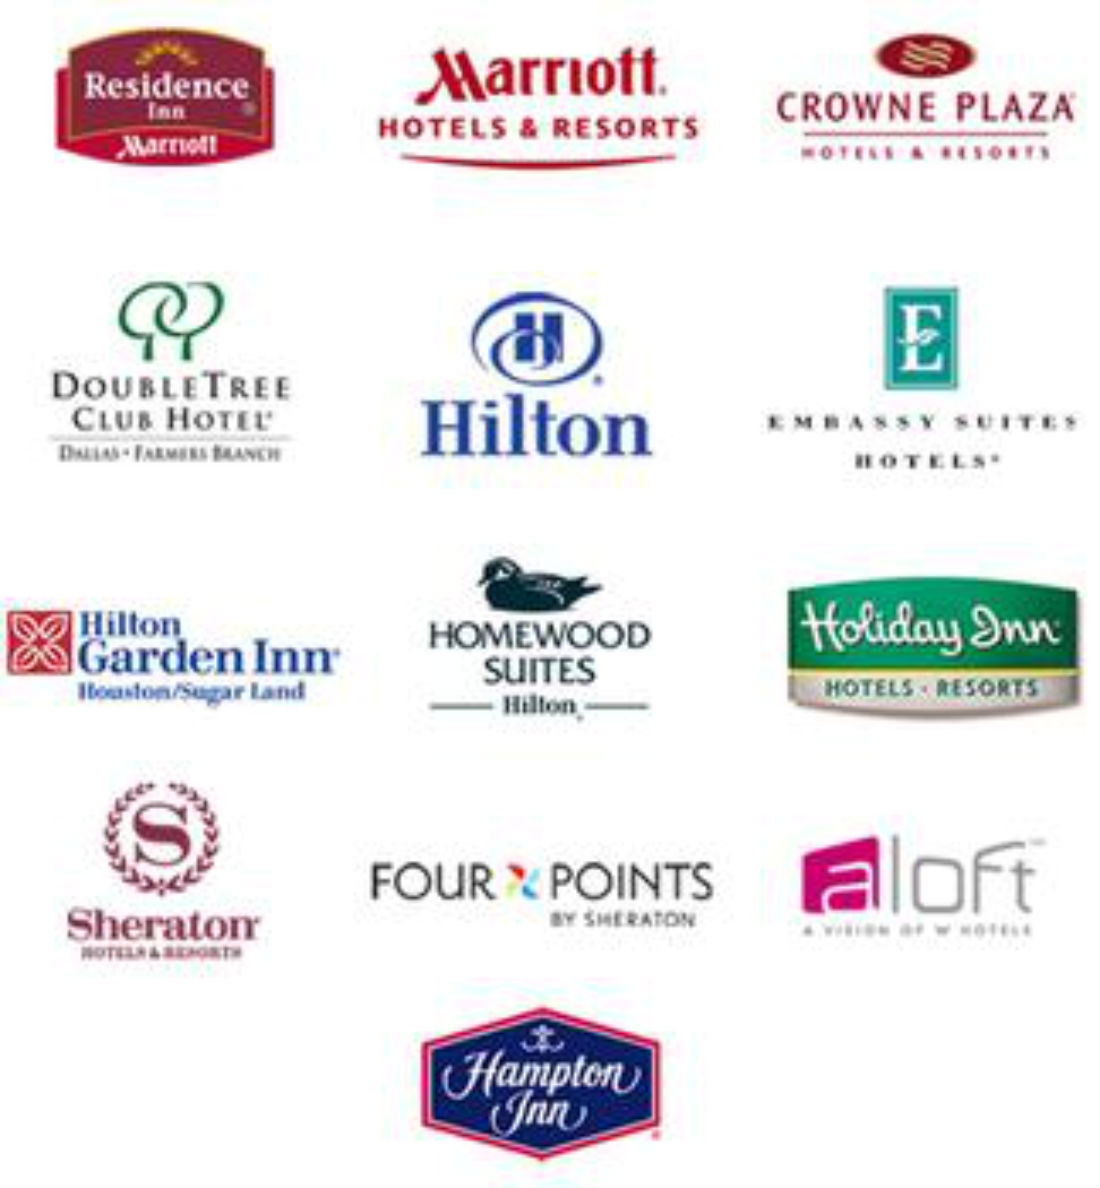 Residence
Inn
Marriott
Marriott
HOTELS & RESORTS
CROWNE PLAZA
HOTELS & RESORTS
DOUBLETREE
CLUB HOTEL
DALLAS • FARMERS BRANCH
H
Hilton
E
EMBASSY SUITES
HOTELS
Hilton
Garden Inn
Houston/Sugar Land
HOMEWOOD
SUITES
Hilton
Holiday Inn
HOTELS · RESORTS
S
Sheraton
HOTELS & RESORTS
FOUR POINTS
BY SHERATON
aloft
A VISION OF W HOTELS
Hampton
Inn